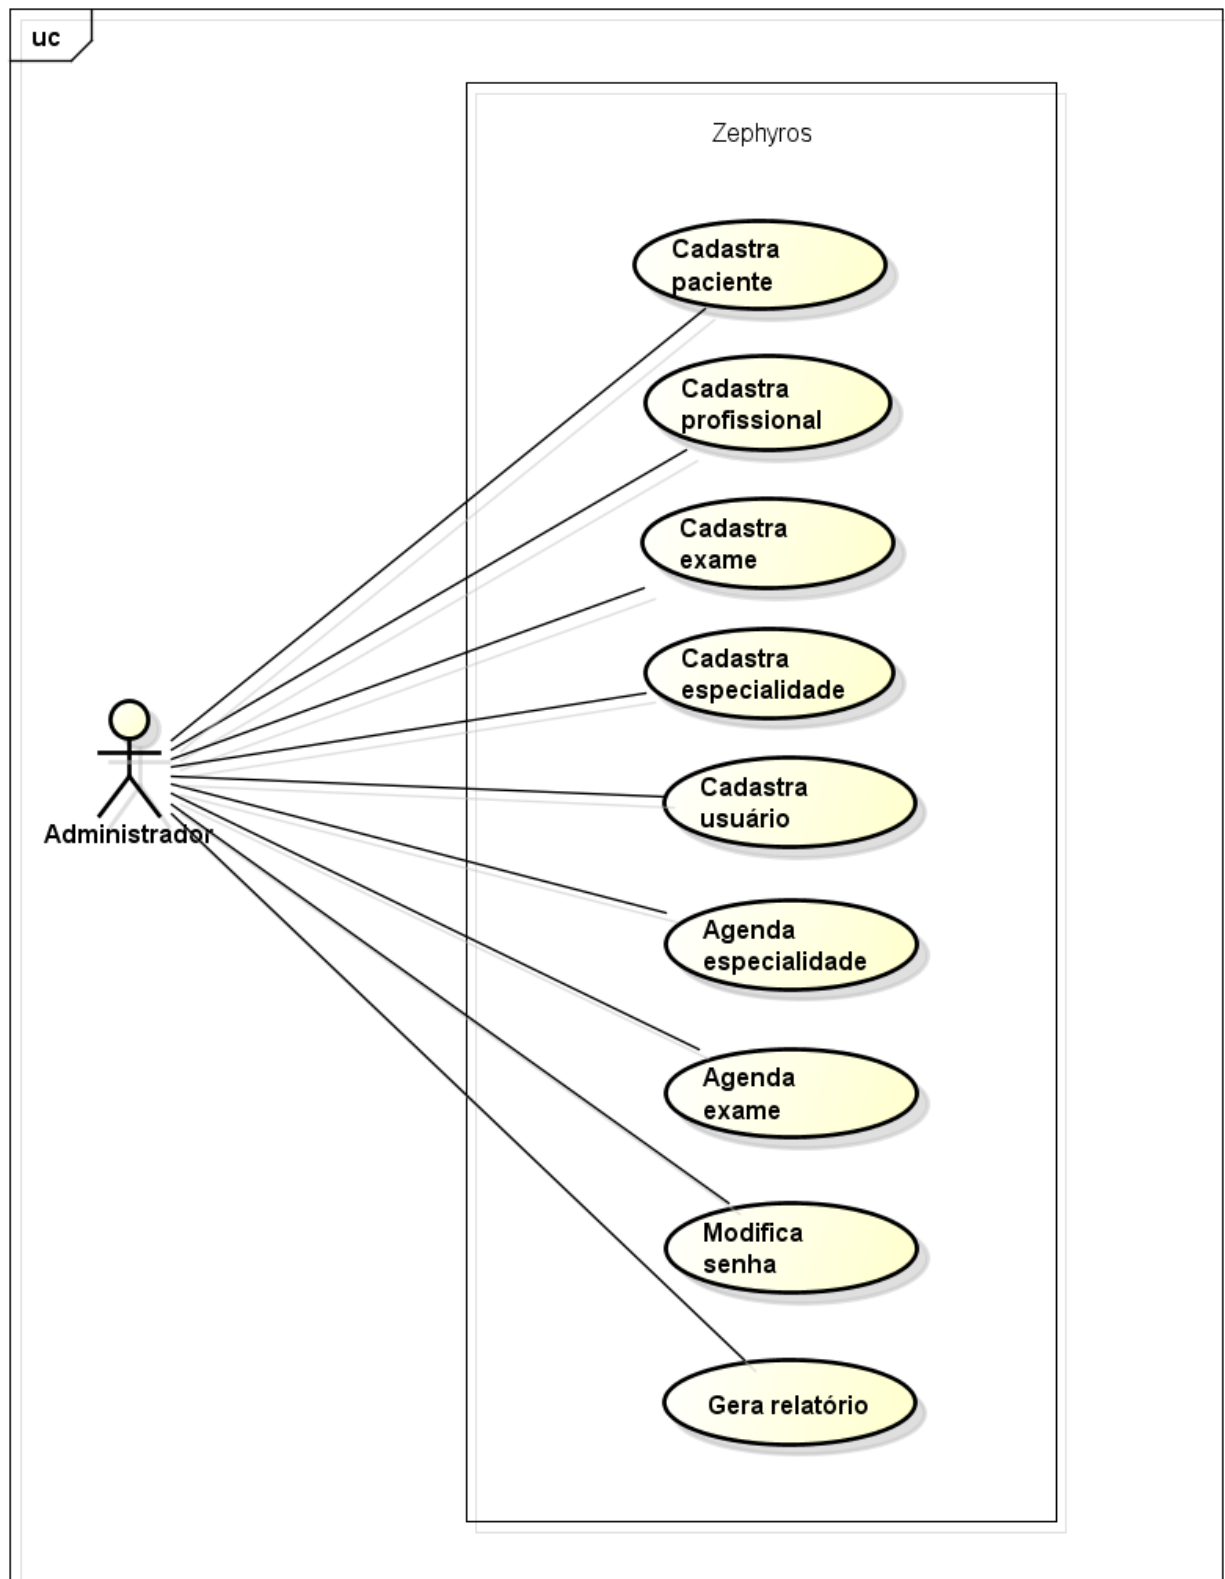 uc
Zephyros
Cadastra
paciente
Cadastra
profissional
Cadastra
exame
Cadastra
especialidade
Cadastra
usuário
Administrador
Agenda
especialidade
Agenda
exame
Modifica
senha
Gera relatório